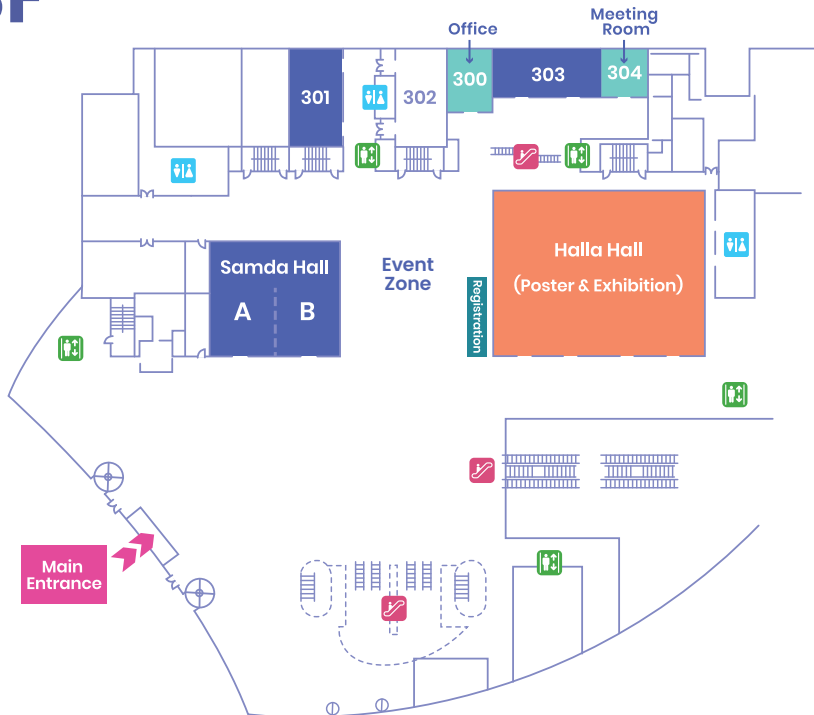 Office
Meeting
Room
301
302
300
303
304
Samda Hall
A
B
Event
Zone
Registration
Halla Hall
(Poster & Exhibition)
Main
Entrance